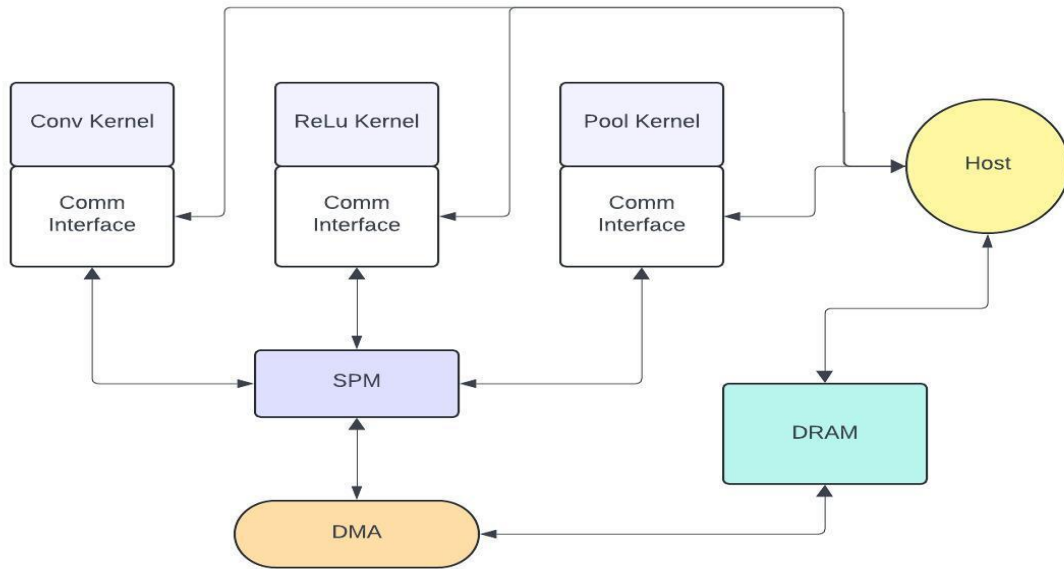 Conv Kernel
ReLu Kernel
Pool Kernel
Host
Comm
Interface
Comm
Interface
Comm
Interface
SPM
DRAM
DMA